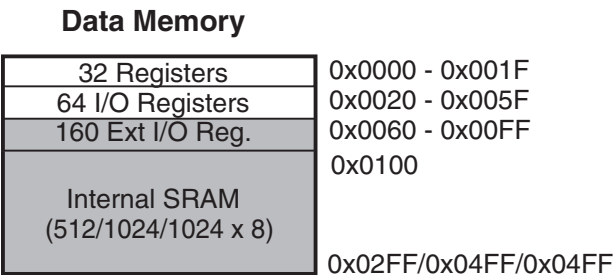 Data Memory
32 Registers 0x0000 - 0x001F
64 I/O Registers 0x0020 - 0x005F
160 Ext I/O Reg. 0x0060 - 0x00FF
0x0100
Internal SRAM
(512/1024/1024 x 8)
0x02FF/0x04FF/0x04FF